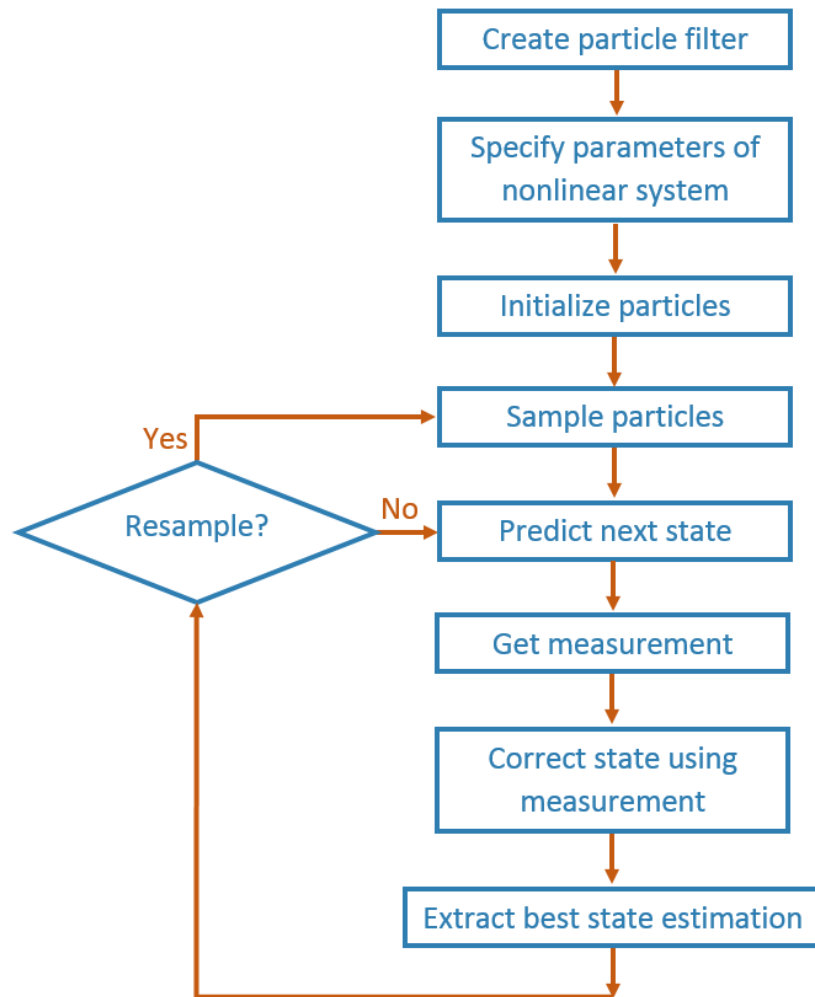 Create particle filter
Specify parameters of
nonlinear system
Initialize particles
Yes
Sample particles
Resample?
No
Predict next state
Get measurement
Correct state using
measurement
Extract best state estimation